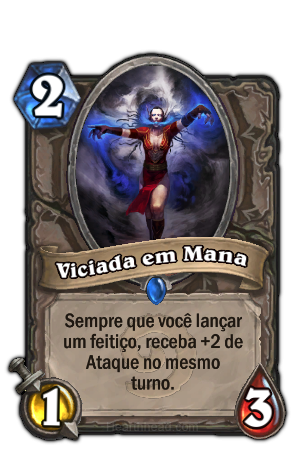 2
Viciada em Mana
Sempre que você lançar
um feitiço, receba +2 de
Ataque no mesmo
turno.
1
3